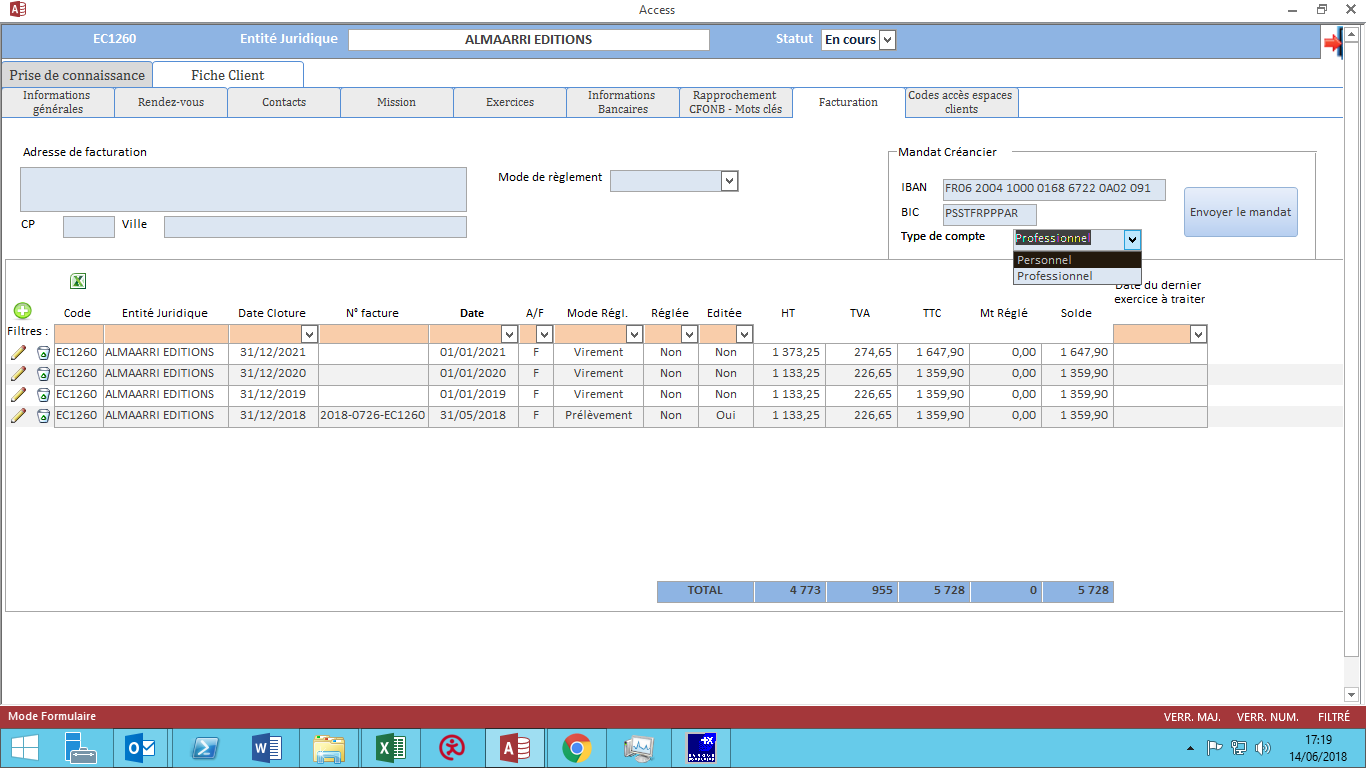 Access
EC1260 Entité Juridique ALMAARRI EDITIONS Statut En cours
Prise de connaissance Fiche Client
Informations générales Rendez-vous Contacts Mission Exercices Informations Bancaires Rapprochement CFONB - Mots clés Facturation Codes accès espaces clients
Adresse de facturation
Mode de règlement
CP Ville
Mandat Créancier
IBAN FR06 2004 1000 0168 6722 0A02 091
BIC PSSTFRPPPAR
Envoyer le mandat
Type de compte Professionnel
Personnel
Professionnel
Code Entité Juridique Date Cloture N° facture Date A/F Mode Régl. Réglée Editée HT TVA TTC Mt Réglé Solde Date du dernier exercice à traiter
Filtres :
EC1260 ALMAARRI EDITIONS 31/12/2021 01/01/2021 F Virement Non Non 1 373,25 274,65 1 647,90 0,00 1 647,90
EC1260 ALMAARRI EDITIONS 31/12/2020 01/01/2020 F Virement Non Non 1 133,25 226,65 1 359,90 0,00 1 359,90
EC1260 ALMAARRI EDITIONS 31/12/2019 01/01/2019 F Virement Non Non 1 133,25 226,65 1 359,90 0,00 1 359,90
EC1260 ALMAARRI EDITIONS 31/12/2018 2018-0726-EC1260 31/05/2018 F Prélèvement Non Oui 1 133,25 226,65 1 359,90 0,00 1 359,90
TOTAL 4 773 955 5 728 0 5 728
Mode Formulaire VERR. MAJ. VERR. NUM. FILTRÉ
17:19
14/06/2018